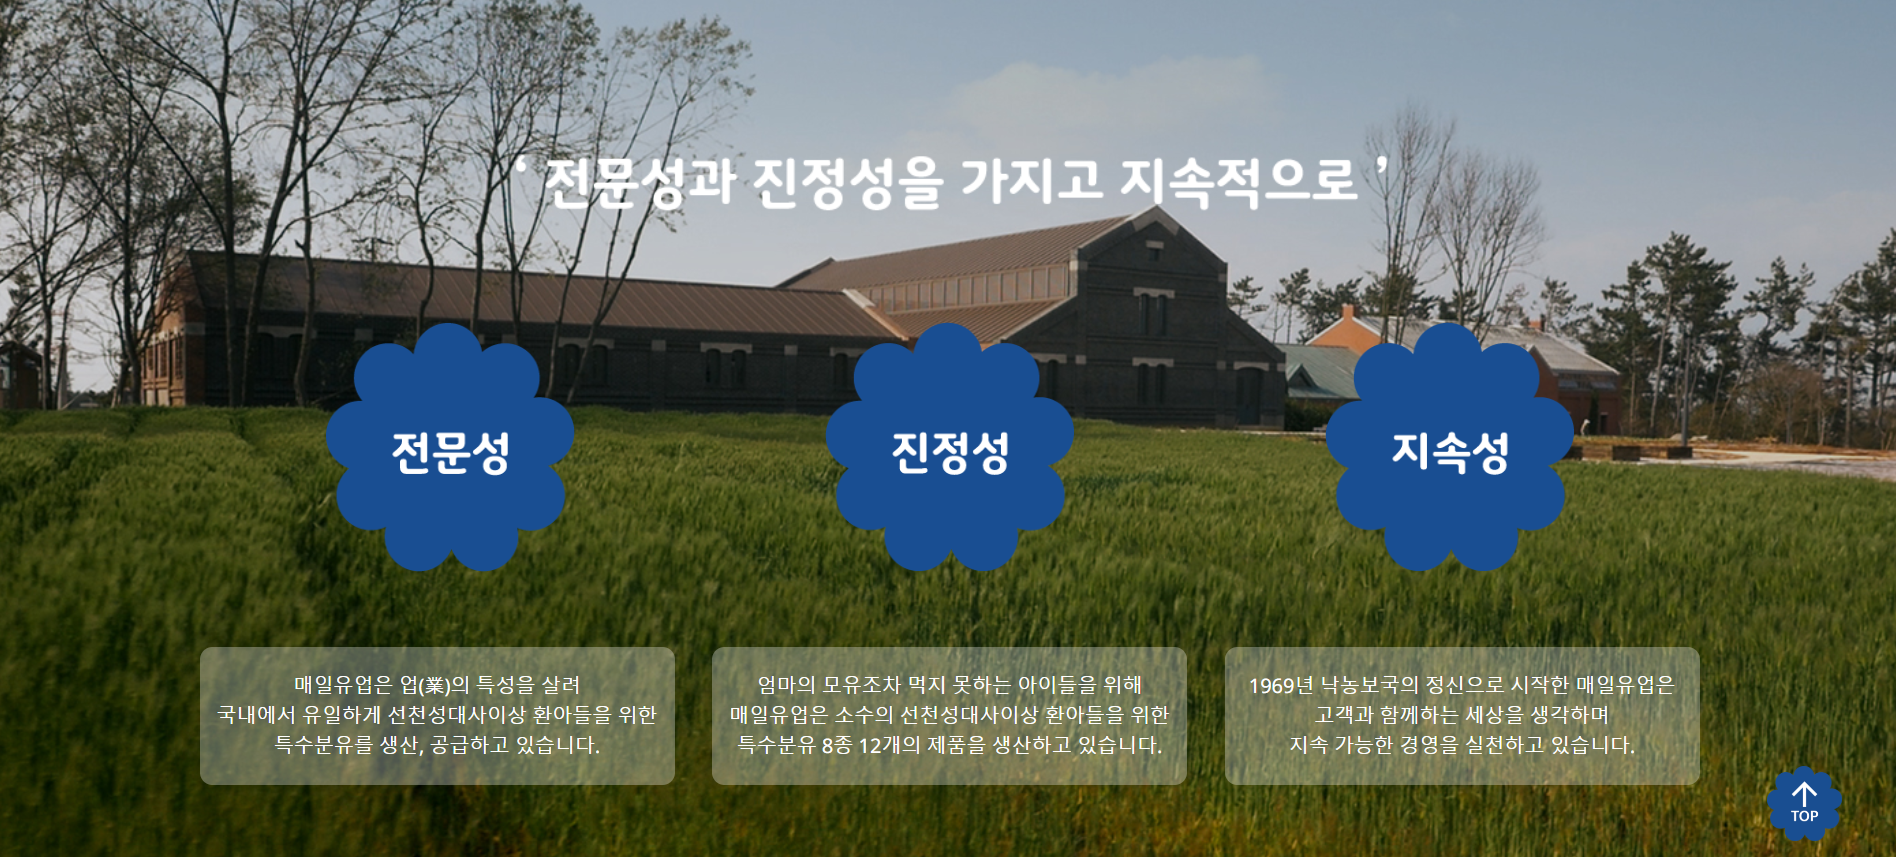 ‘ 전문성과 진정성을 가지고 지속적으로 ’
전문성
진정성
지속성
매일유업은 업(業)의 특성을 살려
국내에서 유일하게 선천성대사이상 환아들을 위한
특수분유를 생산, 공급하고 있습니다.
엄마의 모유조차 먹지 못하는 아이들을 위해
매일유업은 소수의 선천성대사이상 환아들을 위한
특수분유 8종 12개의 제품을 생산하고 있습니다.
1969년 낙농보국의 정신으로 시작한 매일유업은
고객과 함께하는 세상을 생각하며
지속 가능한 경영을 실천하고 있습니다.
TOP